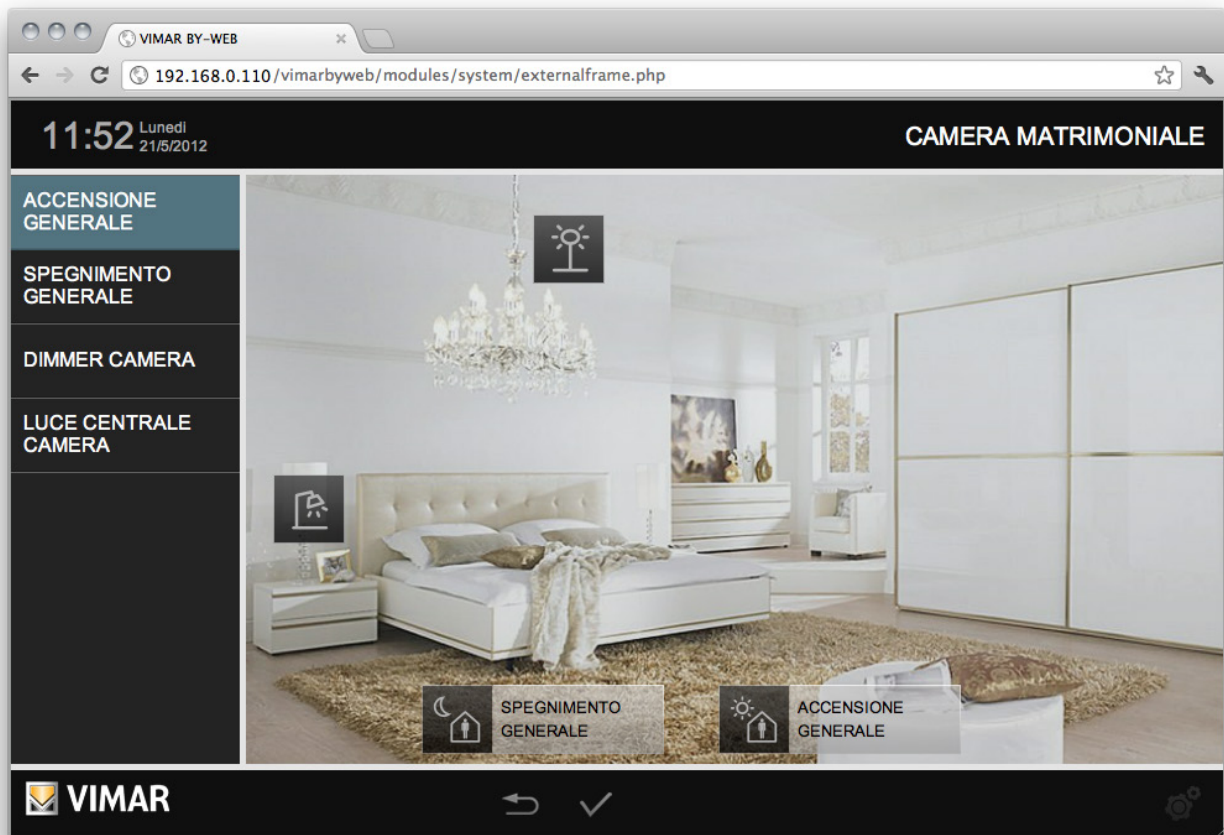 VIMAR BY-WEB
192.168.0.110/vimarbyweb/modules/system/externalframe.php
11:52 Lunedì
21/5/2012
CAMERA MATRIMONIALE
ACCENSIONE
GENERALE
SPEGNIMENTO
GENERALE
DIMMER CAMERA
LUCE CENTRALE
CAMERA
SPEGNIMENTO
GENERALE
ACCENSIONE
GENERALE
VIMAR